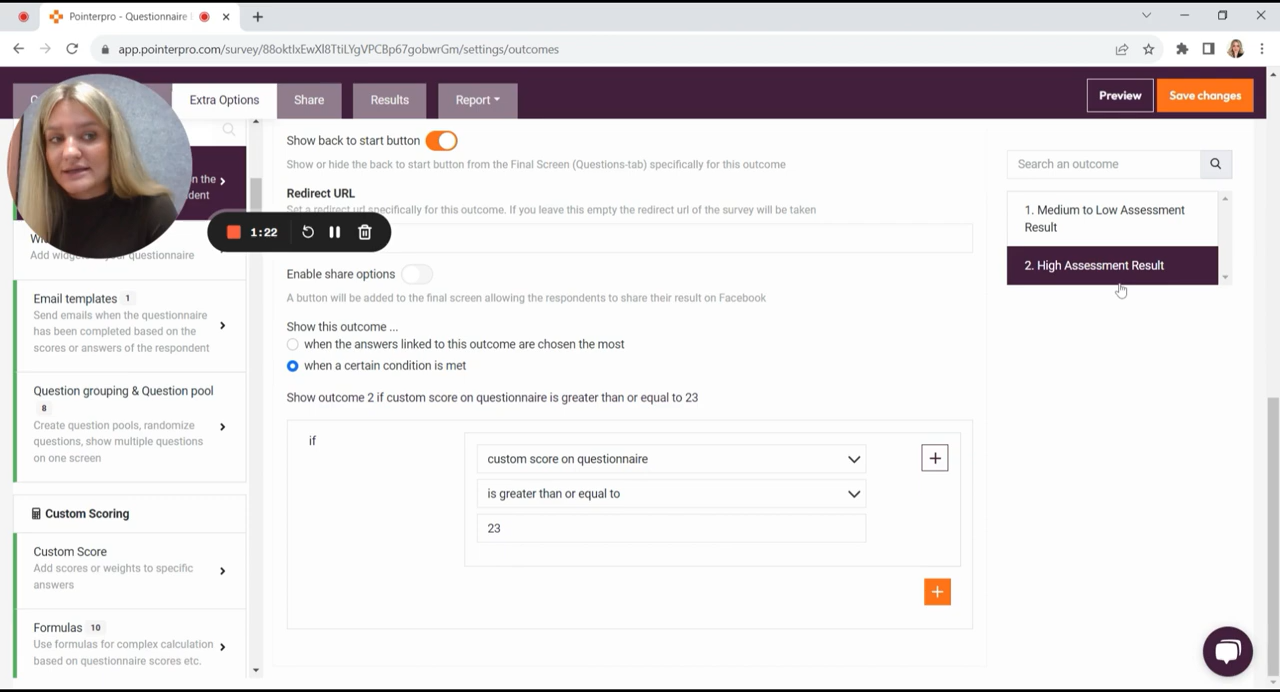 Pointerpro - Questionnaire
app.pointerpro.com/survey/88oktlxEwXl8TtiLYgVPCBp67gobwrGm/settings/outcomes
Extra Options
Share
Results
Report
Preview
Save changes
n the
dent
Wi
Add widg
questionnaire
Email templates 1
Send emails when the questionnaire
has been completed based on the
scores or answers of the respondent
Question grouping & Question pool
8
Create question pools, randomize
questions, show multiple questions
on one screen
Custom Scoring
Custom Score
Add scores or weights to specific
answers
Formulas 10
Use formulas for complex calculation
based on questionnaire scores etc.
1:22
Show back to start button
Show or hide the back to start button from the Final Screen (Questions-tab) specifically for this outcome
Redirect URL
Set a redirect url specifically for this outcome. If you leave this empty the redirect url of the survey will be taken
Enable share options
A button will be added to the final screen allowing the respondents to share their result on Facebook
Show this outcome ...
when the answers linked to this outcome are chosen the most
when a certain condition is met
Show outcome 2 if custom score on questionnaire is greater than or equal to 23
if
custom score on questionnaire
is greater than or equal to
23
Search an outcome
1. Medium to Low Assessment
Result
2. High Assessment Result